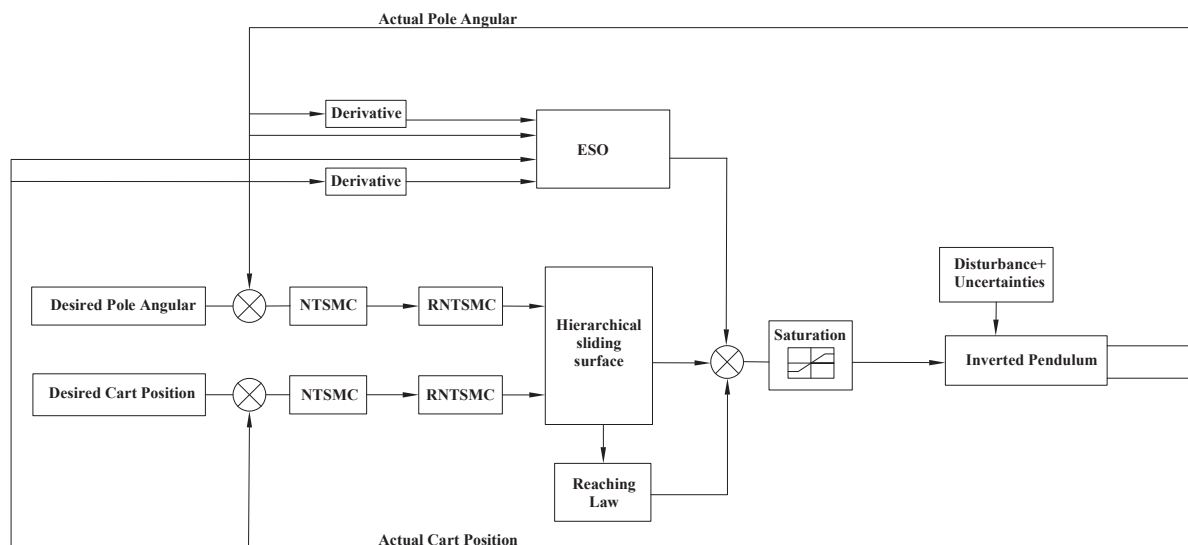 Actual Pole Angular
Derivative
ESO
Derivative
Disturbance+
Uncertainties
Desired Pole Angular
NTSMC
RNTSMC
Hierarchical
sliding
surface
Saturation
Inverted Pendulum
Desired Cart Position
NTSMC
RNTSMC
Reaching
Law
Actual Cart Position